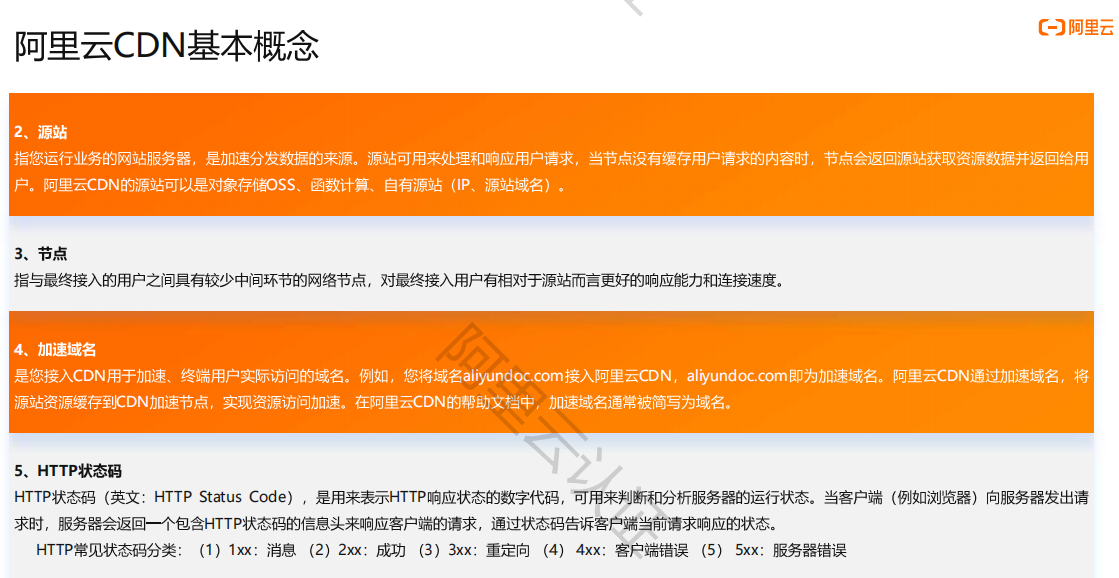 阿里云CDN基本概念
阿里云
2、源站
指您运行业务的网站服务器，是加速分发数据的来源。源站可用来处理和响应用户请求，当节点没有缓存用户请求的内容时，节点会返回源站获取资源数据并返回给用
户。阿里云CDN的源站可以是对象存储OSS、函数计算、自有源站（IP、源站域名）。
3、节点
指与最终接入的用户之间具有较少中间环节的网络节点，对最终接入用户有相对于源站而言更好的响应能力和连接速度。
4、加速域名
是您接入CDN用于加速、终端用户实际访问的域名。例如，您将域名aliyundoc.com接入阿里云CDN，aliyundoc.com即为加速域名。阿里云CDN通过加速域名，将
源站资源缓存到CDN加速节点，实现资源访问加速。在阿里云CDN的帮助文档中，加速域名通常被简写为域名。
5、HTTP状态码
HTTP状态码（英文：HTTP Status Code），是用来表示HTTP响应状态的数字代码，可用来判断和分析服务器的运行状态。当客户端（例如浏览器）向服务器发出请
求时，服务器会返回一个包含HTTP状态码的信息头来响应客户端的请求，通过状态码告诉客户端当前请求响应的状态。
HTTP常见状态码分类：（1）1xx：消息 （2）2xx：成功 （3）3xx：重定向 （4） 4xx：客户端错误 （5） 5xx：服务器错误
阿里云认证